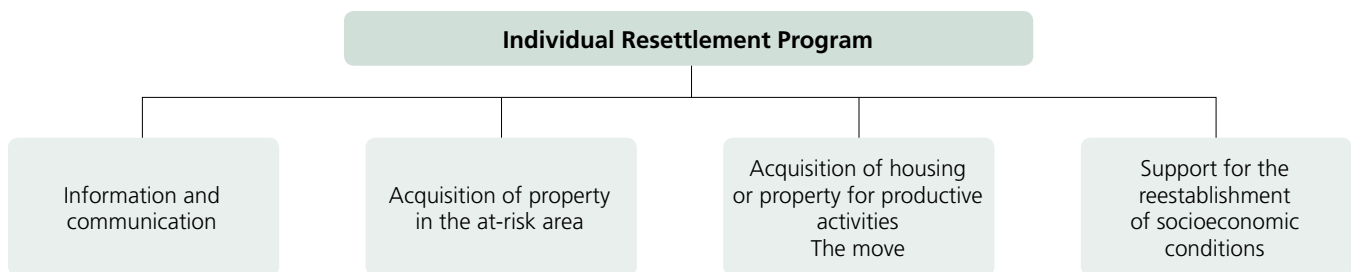 Individual Resettlement Program
Information and
communication
Acquisition of property
in the at-risk area
Acquisition of housing
or property for productive
activities
The move
Support for the
reestablishment
of socioeconomic
conditions